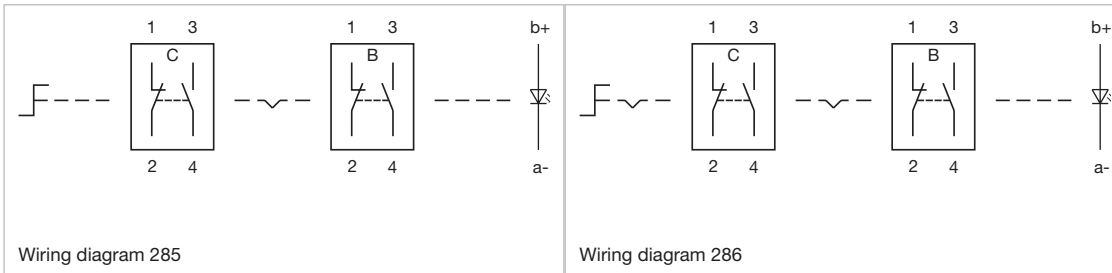 1 3 1 3 b+
C B
2 4 2 4 a-
Wiring diagram 285
1 3 1 3 b+
C B
2 4 2 4 a-
Wiring diagram 286